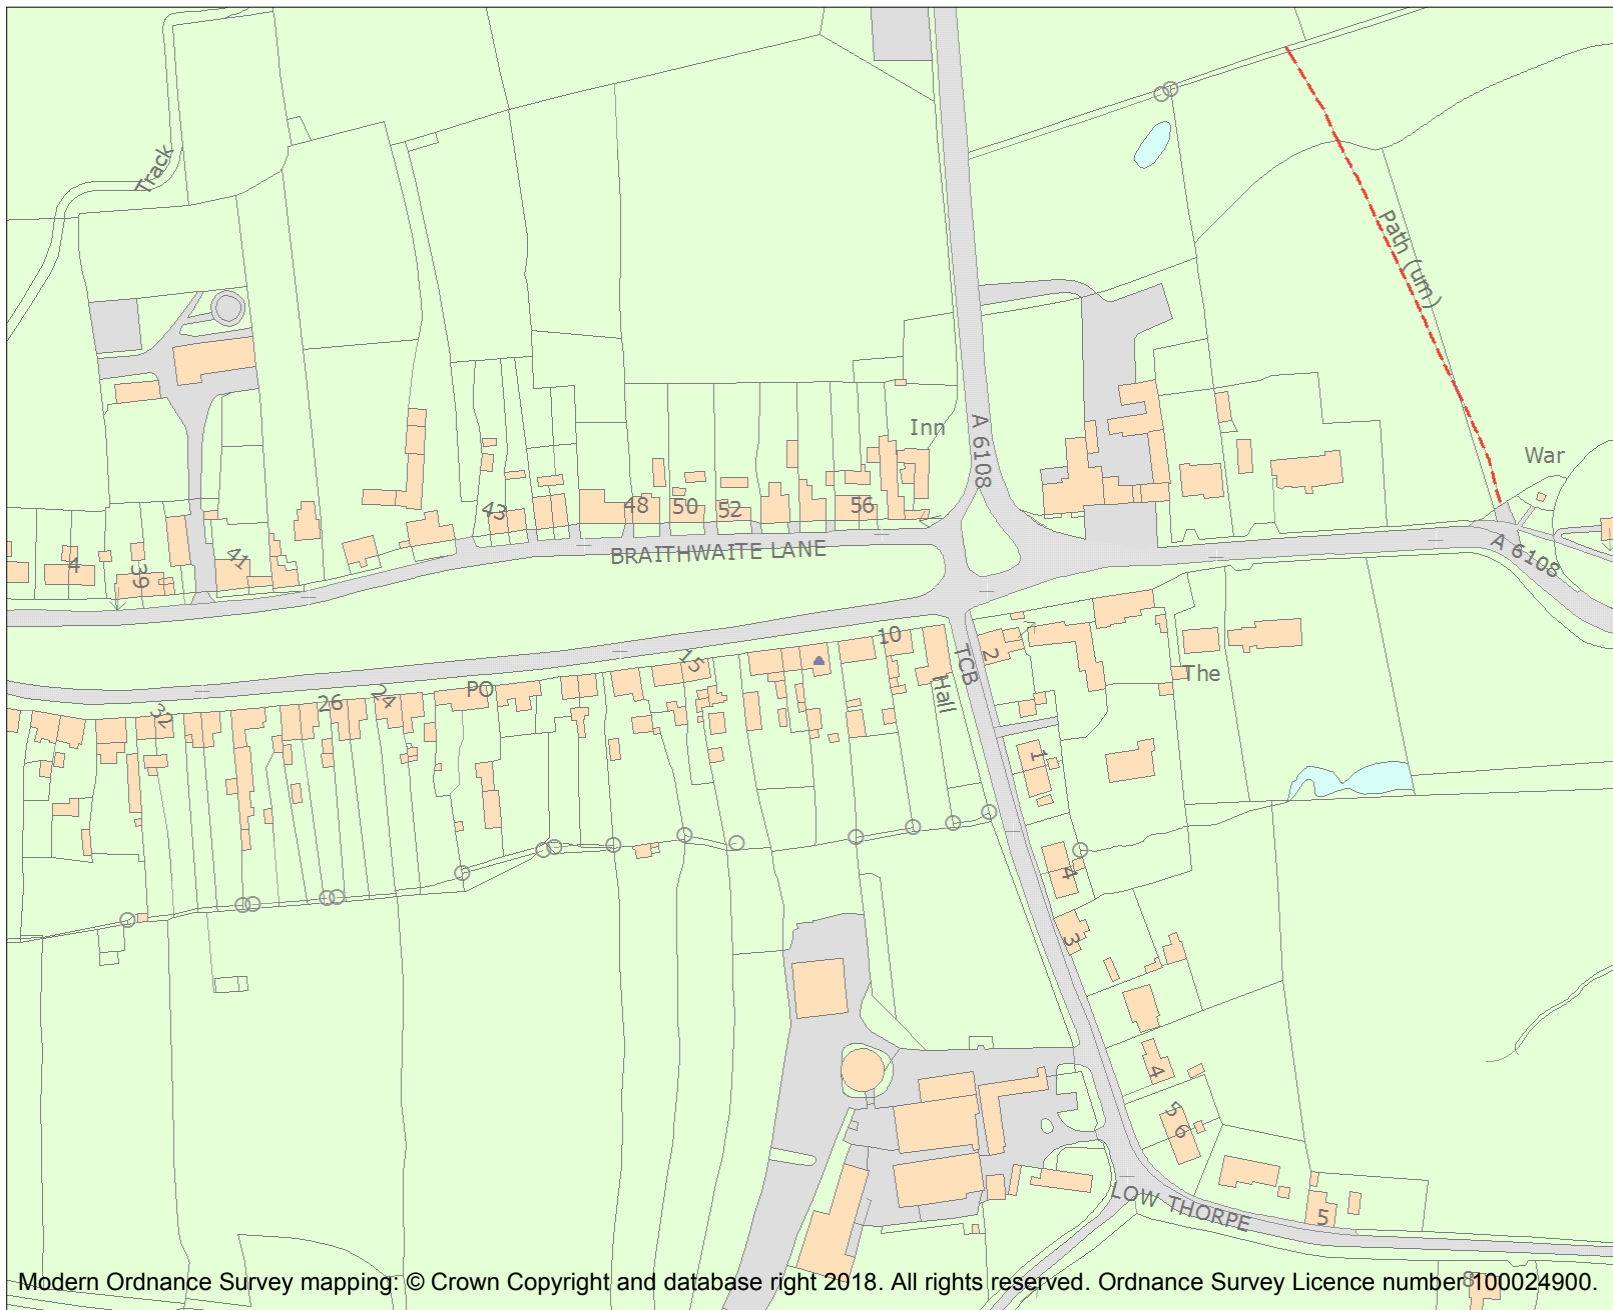 Track
Path (um)
Inn
A 6108
War
43
48
50
52
56
BRAITHWAITE LANE
A 6108
4
39
41
10
15
TCB
2
The
Hall
PO
26
24
32
1
4
3
4
5
6
LOW THORPE
5
8
Modern Ordnance Survey mapping: © Crown Copyright and database right 2018. All rights reserved. Ordnance Survey Licence number 100024900.